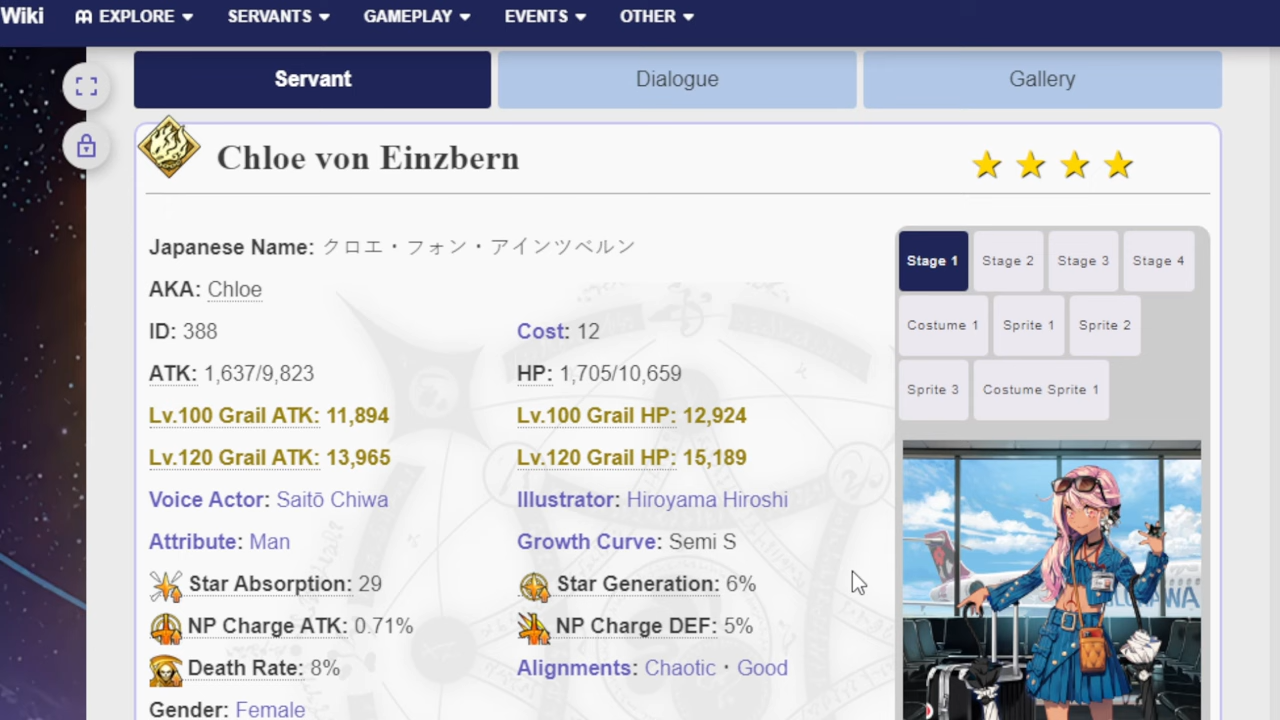 Wiki EXPLORE SERVANTS GAMEPLAY EVENTS OTHER
Servant Dialogue Gallery
Chloe von Einzbern
Japanese Name: クロエ・フォン・アインツベルン
AKA: Chloe
ID: 388 Cost: 12
ATK: 1,637/9,823 HP: 1,705/10,659
Lv.100 Grail ATK: 11,894 Lv.100 Grail HP: 12,924
Lv.120 Grail ATK: 13,965 Lv.120 Grail HP: 15,189
Voice Actor: Saitō Chiwa Illustrator: Hiroyama Hiroshi
Attribute: Man Growth Curve: Semi S
Star Absorption: 29 Star Generation: 6%
NP Charge ATK: 0.71% NP Charge DEF: 5%
Death Rate: 8% Alignments: Chaotic・Good
Gender: Female
Stage 1 Stage 2 Stage 3 Stage 4
Costume 1 Sprite 1 Sprite 2
Sprite 3 Costume Sprite 1